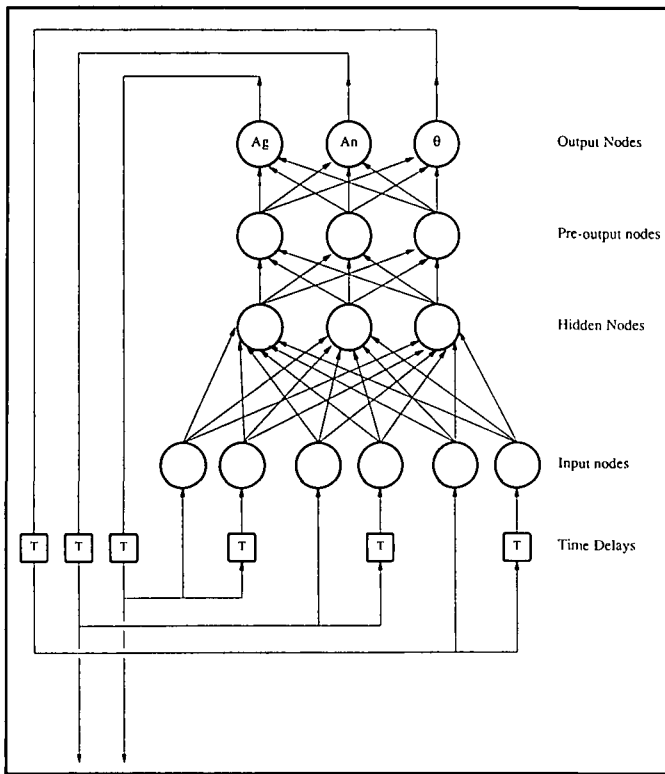 Ag An θ Output Nodes
Pre-output nodes
Hidden Nodes
Input nodes
T T T T T T Time Delays